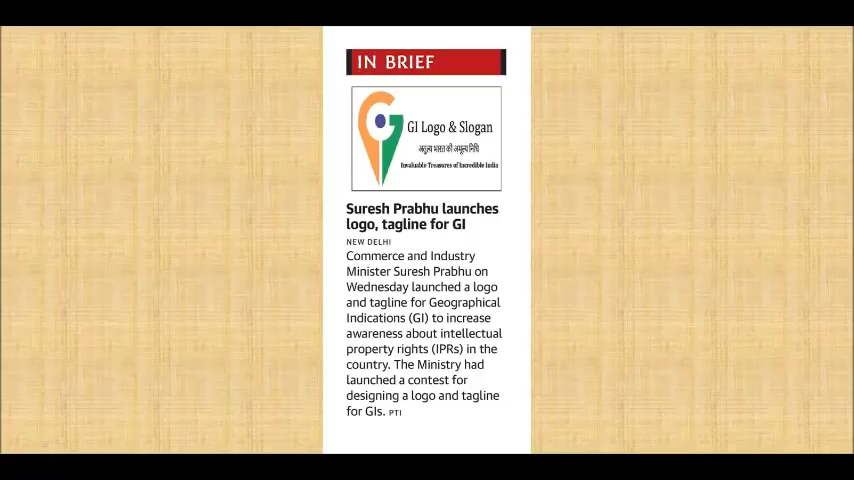 IN BRIEF
GI Logo & Slogan
अतुल्य भारत की अमूल्य निधि
Invaluable Treasures of Incredible India
Suresh Prabhu launches
logo, tagline for GI
NEW DELHI
Commerce and Industry
Minister Suresh Prabhu on
Wednesday launched a logo
and tagline for Geographical
Indications (GI) to increase
awareness about intellectual
property rights (IPRs) in the
country. The Ministry had
launched a contest for
designing a logo and tagline
for GIs. PTI